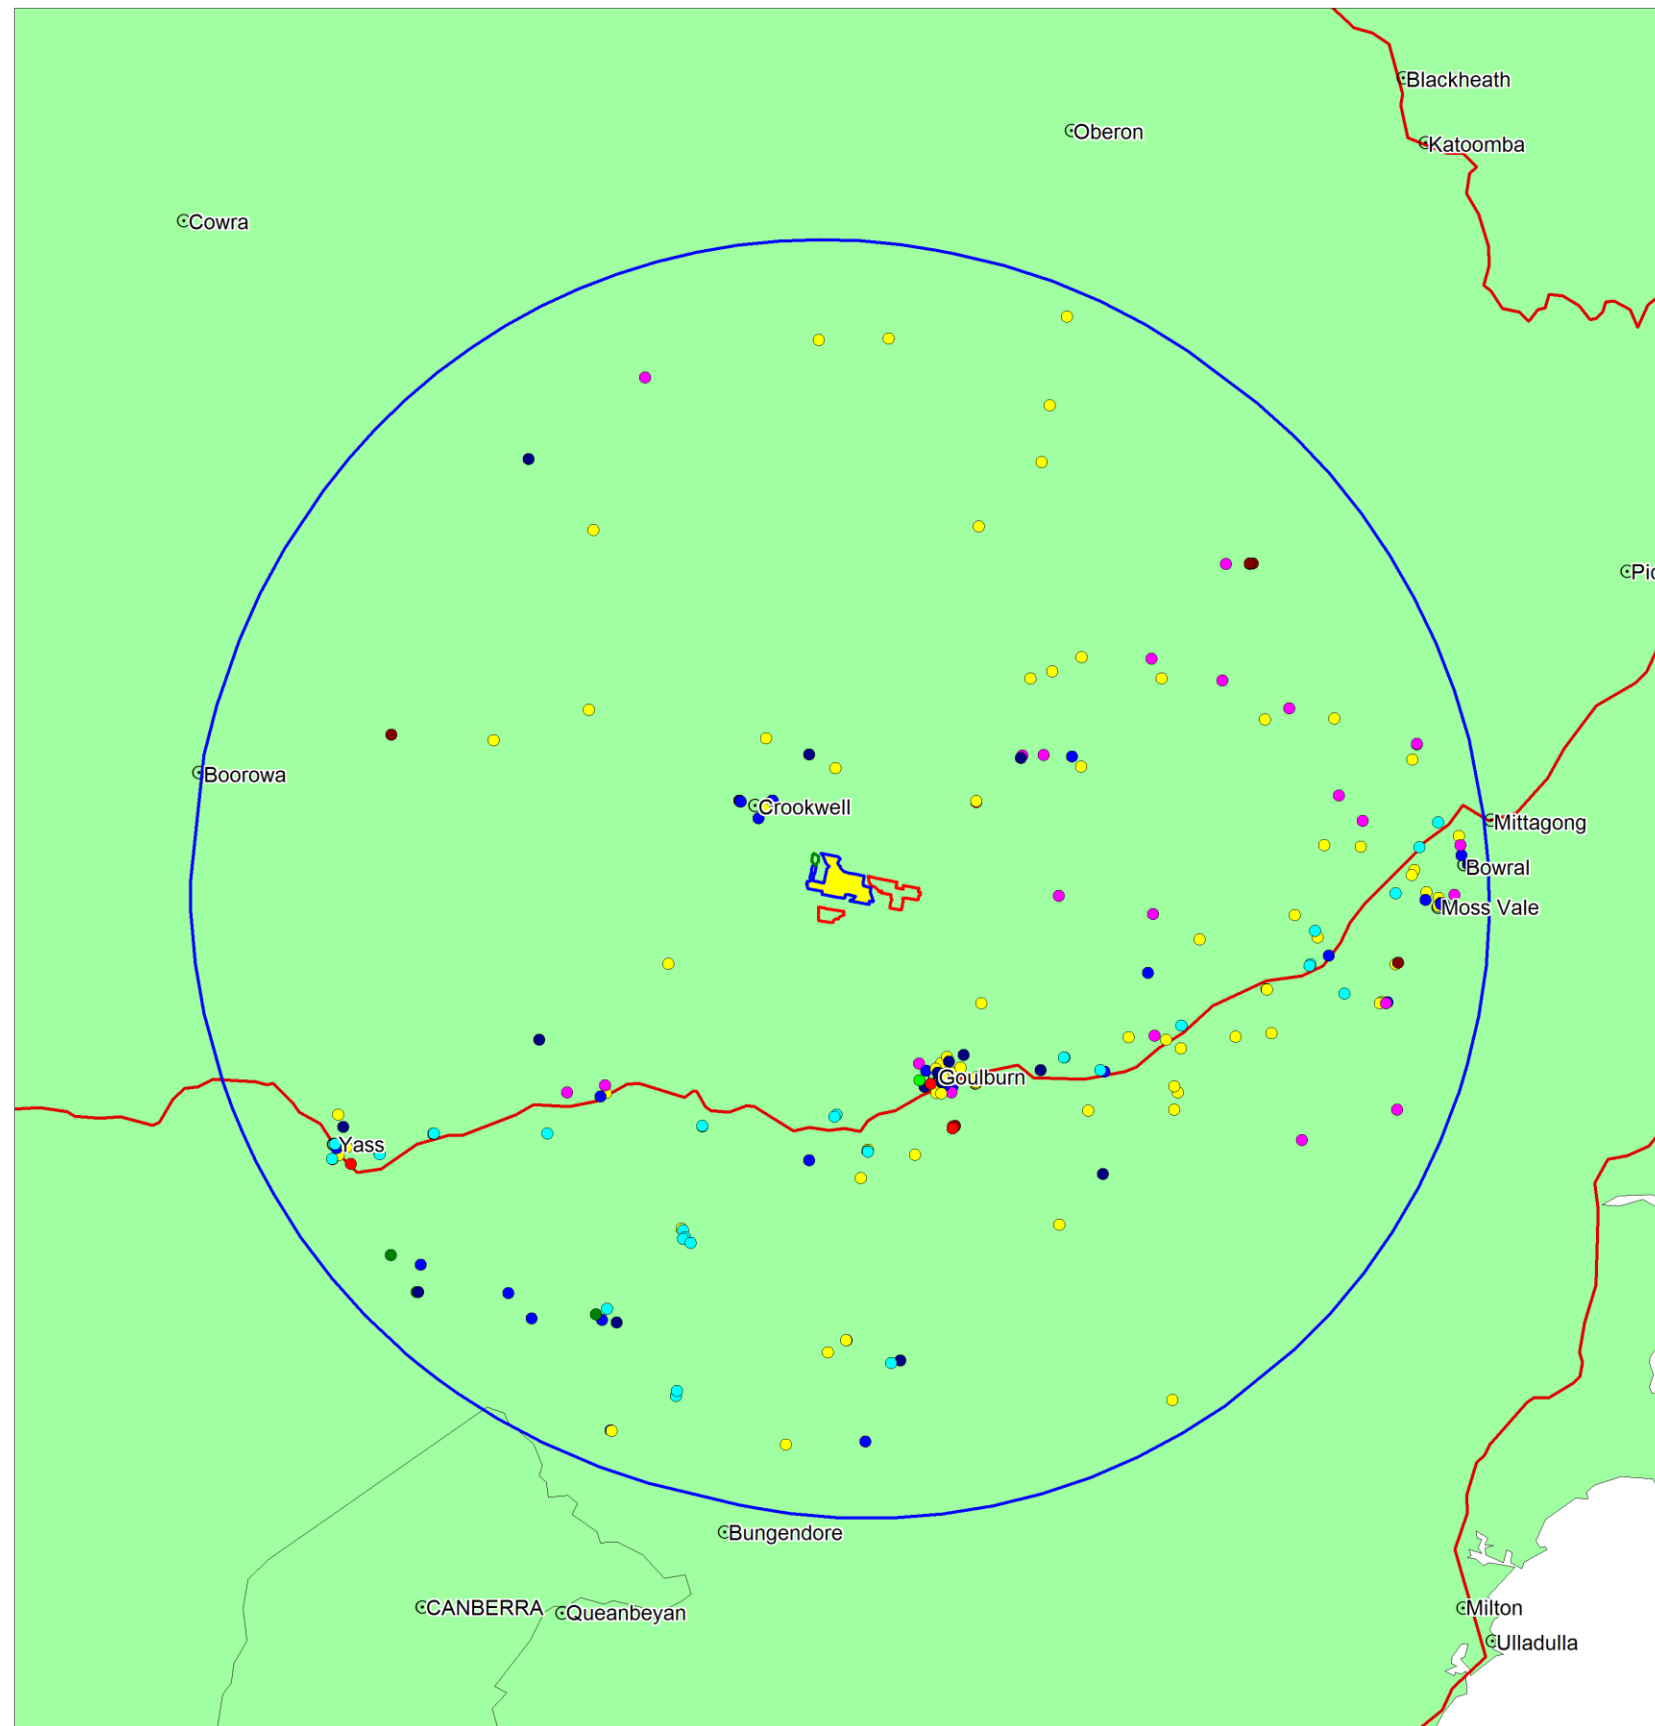 Blackheath
Oberon
Katoomba
Cowra
Pic
Boorowa
Crookwell
Mittagong
Bowral
Moss Vale
Goulburn
Yass
Bungendore
CANBERRA
Queanbeyan
Milton
Ulladulla